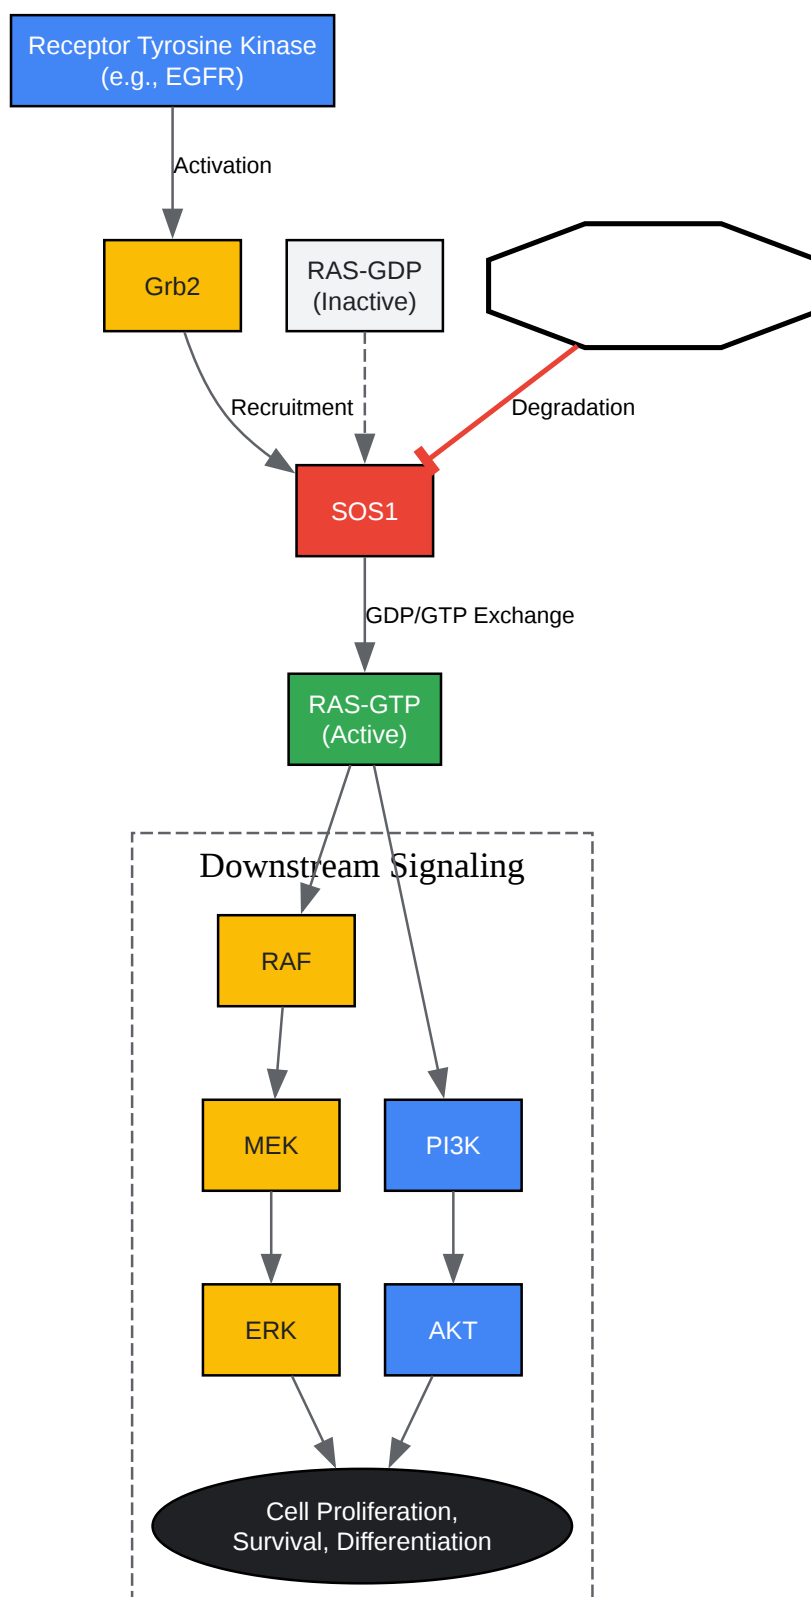 Receptor Tyrosine Kinase
(e.g., EGFR)
Activation
Grb2
RAS-GDP
(Inactive)
Recruitment
Degradation
SOS1
GDP/GTP Exchange
RAS-GTP
(Active)
Downstream Signaling
RAF
MEK
PI3K
ERK
AKT
Cell Proliferation,
Survival, Differentiation